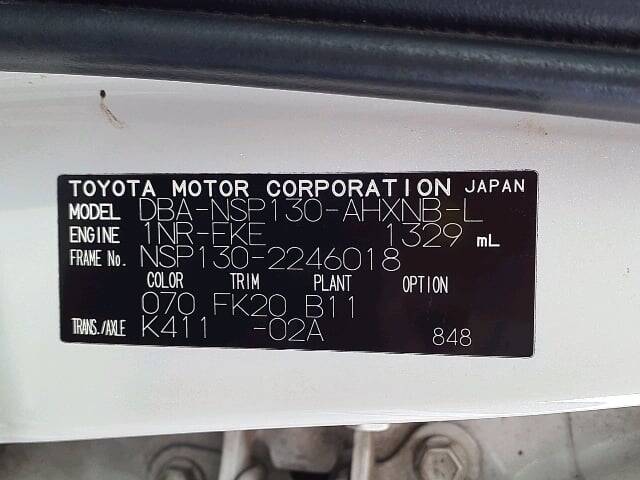 TOYOTA MOTOR CORPORATION JAPAN
MODEL DBA-NSP130-AHXNB-L
ENGINE 1NR-FKE 1329 mL
FRAME No. NSP130-2246018
COLOR TRIM PLANT OPTION
070 FK20 B11
TRANS./AXLE K411 -02A 848